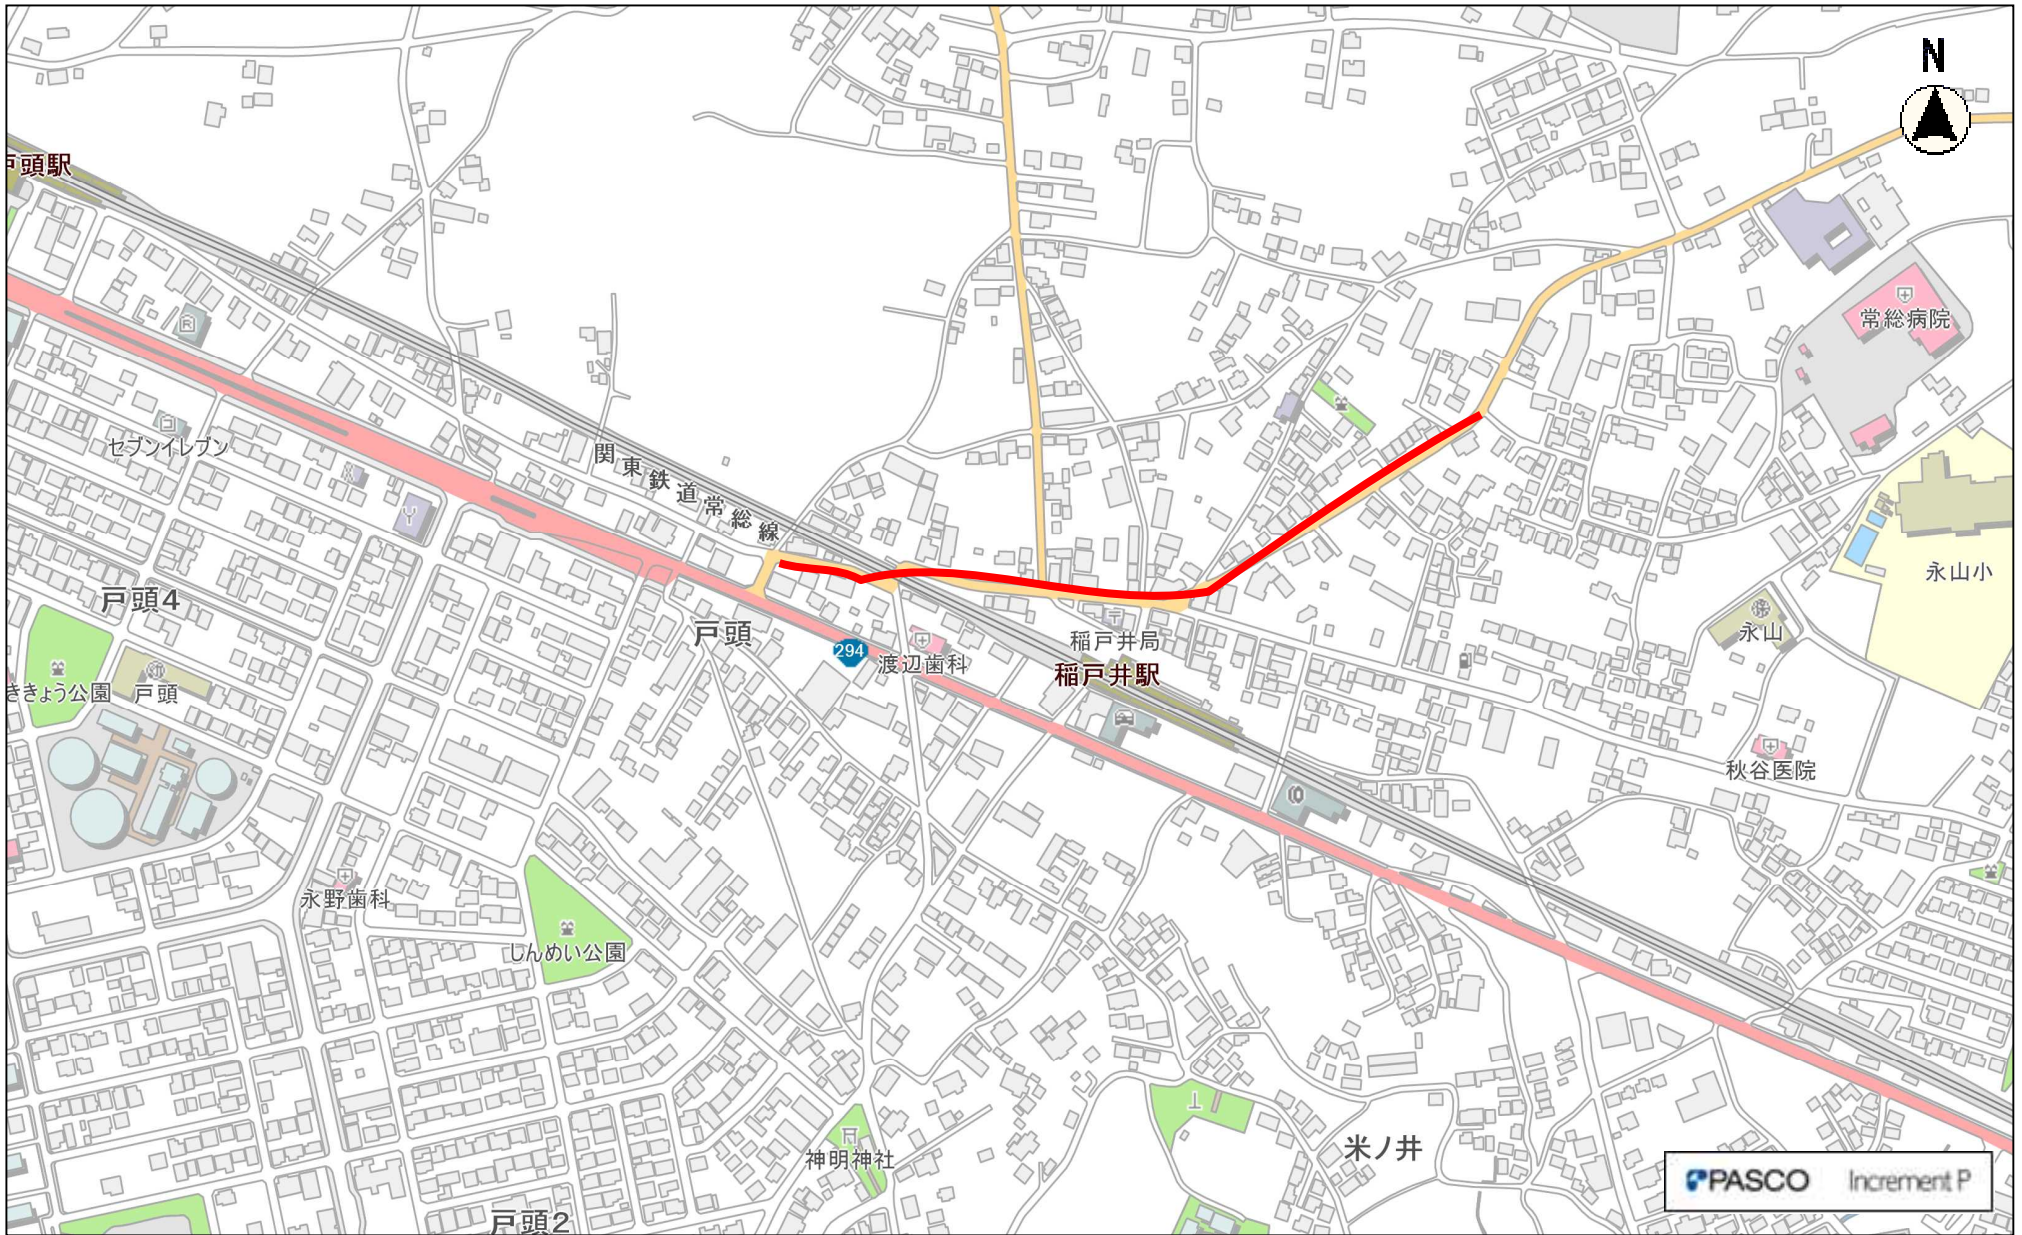 N
戸頭駅
常総病院
セブンイレブン
関東鉄道常総線
永山小
戸頭4
戸頭
294
渡辺歯科
稲戸井局
稲戸井駅
永山
ききょう公園
戸頭
秋谷医院
永野歯科
しんめい公園
神明神社
米ノ井
戸頭2
PASCO Increment P